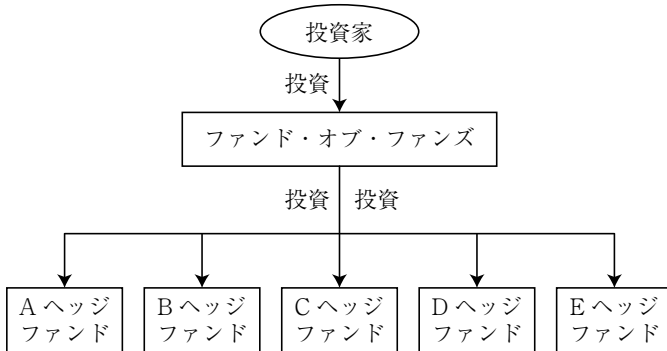 投資家
投資
ファンド・オブ・ファンズ
投資 投資
A ヘッジ
ファンド
B ヘッジ
ファンド
C ヘッジ
ファンド
D ヘッジ
ファンド
E ヘッジ
ファンド